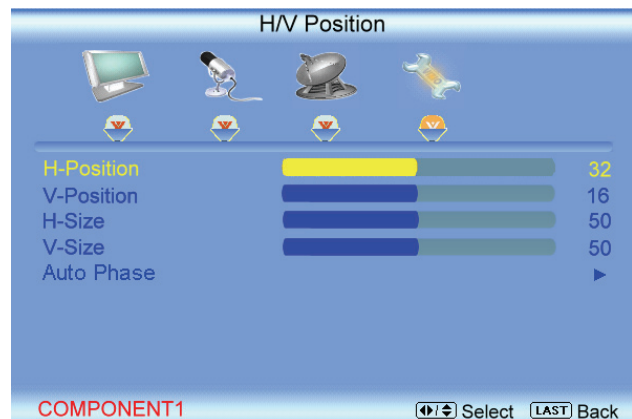 H/V Position
H-Position 32
V-Position 16
H-Size 50
V-Size 50
Auto Phase
COMPONENT1 Select LAST Back